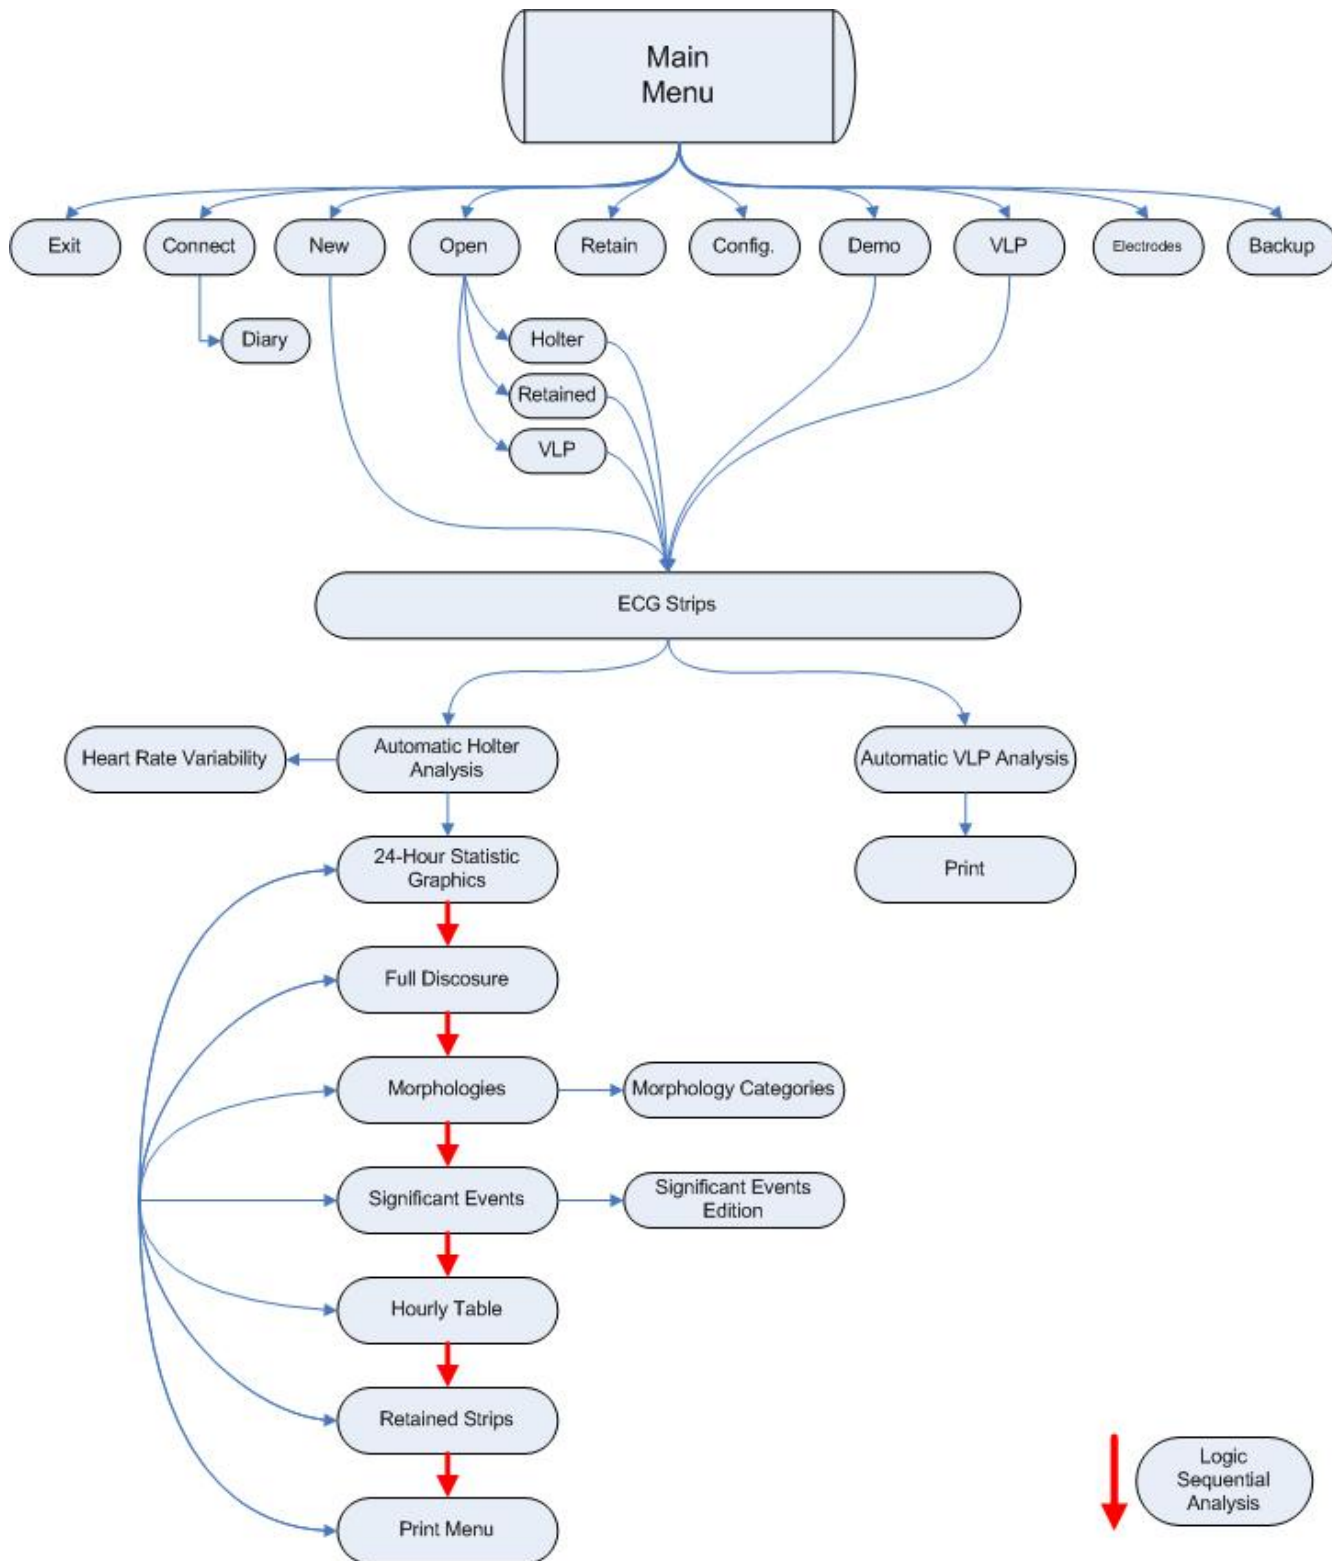 Main
Menu
Exit
Connect
New
Open
Retain
Config.
Demo
VLP
Electrodes
Backup
Diary
Holter
Retained
VLP
ECG Strips
Heart Rate Variability
Automatic Holter
Analysis
Automatic VLP Analysis
24-Hour Statistic
Graphics
Print
Full Discosure
Morphologies
Morphology Categories
Significant Events
Significant Events
Edition
Hourly Table
Retained Strips
Print Menu
Logic
Sequential
Analysis